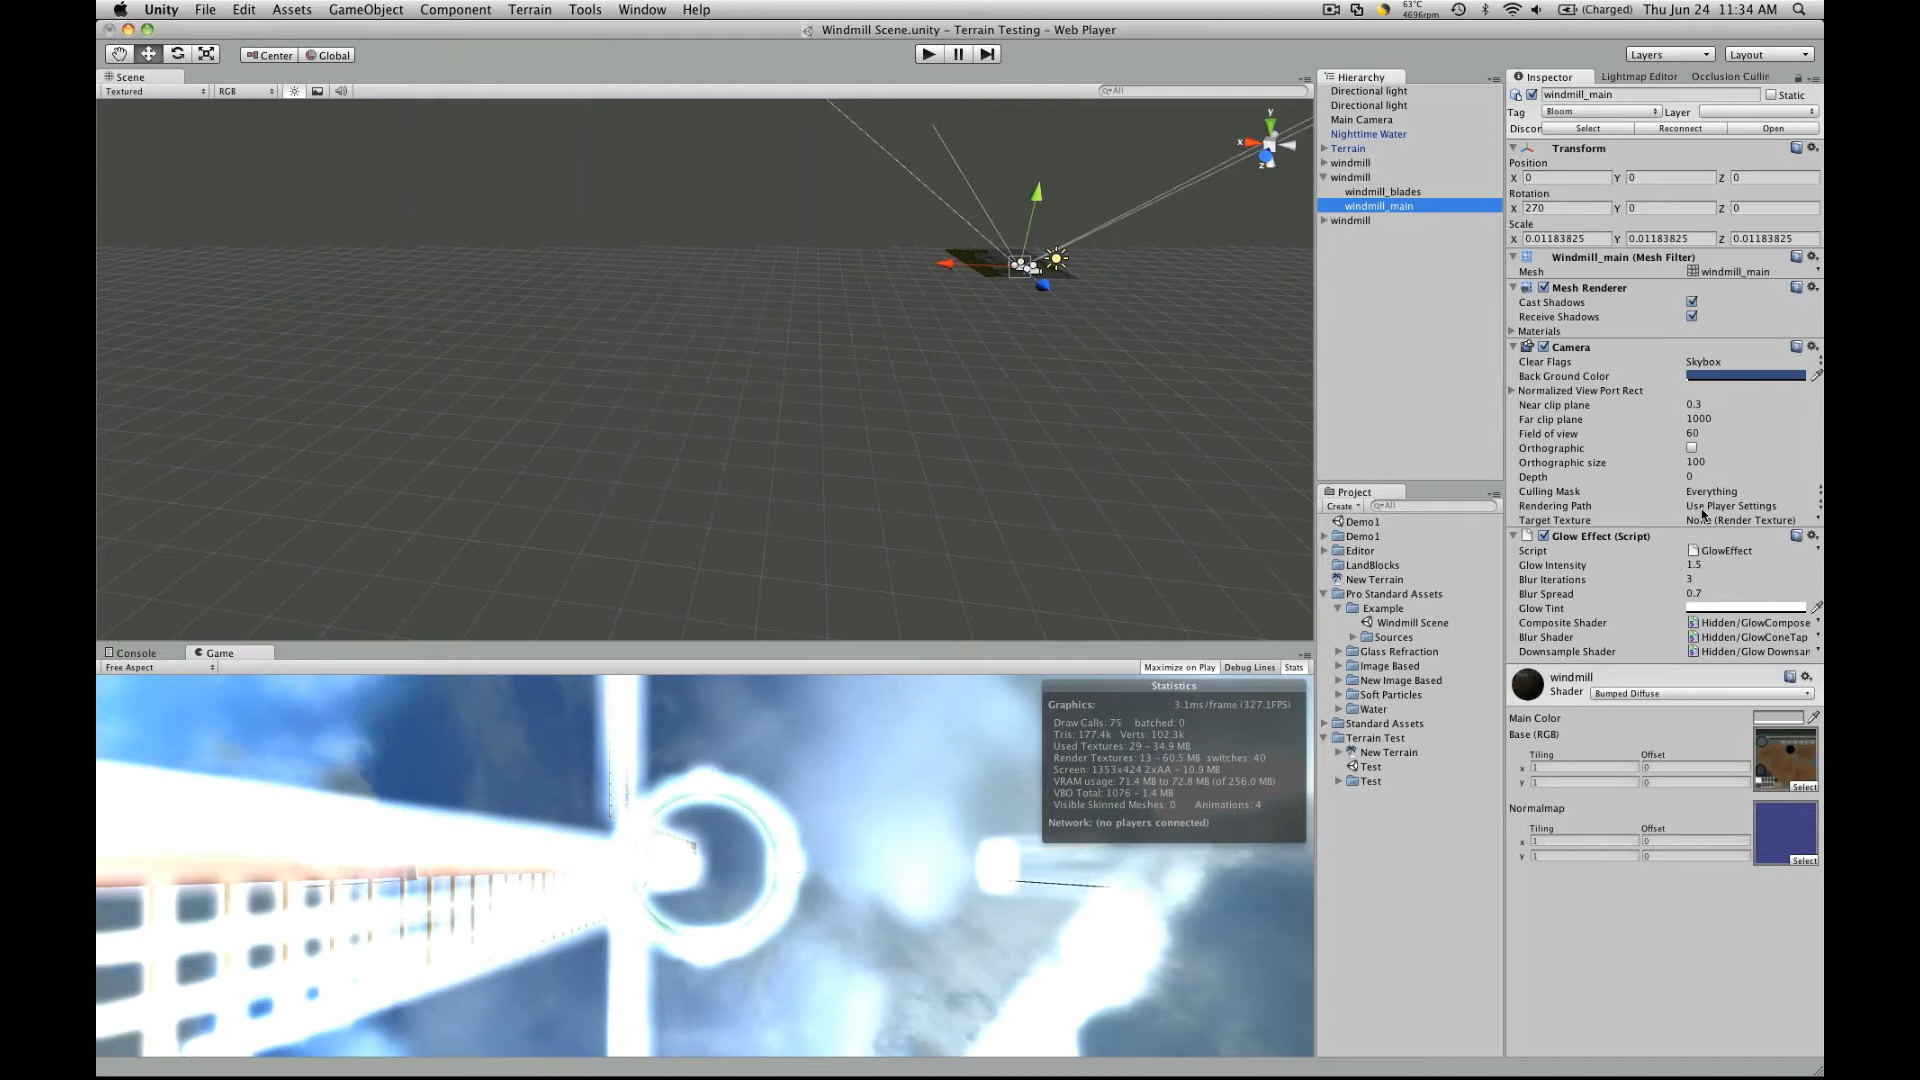 Unity File Edit Assets GameObject Component Terrain Tools Window Help
63°C 4696rpm (Charged) Thu Jun 24 11:34 AM
Windmill Scene.unity – Terrain Testing – Web Player
Center Global Layers Layout
Scene
Textured RGB All
x y z
Console Game
Free Aspect Maximize on Play Debug Lines Stats
Statistics
Graphics: 3.1ms/frame (327.1FPS)
Draw Calls: 75 batched: 0
Tris: 177.4k Verts: 102.3k
Used Textures: 29 – 34.9 MB
Render Textures: 13 – 60.5 MB switches: 40
Screen: 1353x424 2xAA – 10.9 MB
VRAM usage: 71.4 MB to 72.8 MB (of 256.0 MB)
VBO Total: 1076 – 1.4 MB
Visible Skinned Meshes: 0 Animations: 4
Network: (no players connected)
Hierarchy
Directional light
Directional light
Main Camera
Nighttime Water
Terrain
windmill
windmill
windmill_blades
windmill_main
windmill
Project
Create All
Demo1
Demo1
Editor
LandBlocks
New Terrain
Pro Standard Assets
Example
Windmill Scene
Sources
Glass Refraction
Image Based
New Image Based
Soft Particles
Water
Standard Assets
Terrain Test
New Terrain
Test
Test
Inspector Lightmap Editor Occlusion Cullin
windmill_main Static
Tag Bloom Layer
Discor Select Reconnect Open
Transform
Position
X 0 Y 0 Z 0
Rotation
X 270 Y 0 Z 0
Scale
X 0.01183825 Y 0.01183825 Z 0.01183825
Windmill_main (Mesh Filter)
Mesh windmill_main
Mesh Renderer
Cast Shadows
Receive Shadows
Materials
Camera
Clear Flags Skybox
Back Ground Color
Normalized View Port Rect
Near clip plane 0.3
Far clip plane 1000
Field of view 60
Orthographic
Orthographic size 100
Depth 0
Culling Mask Everything
Rendering Path Use Player Settings
Target Texture None (Render Texture)
Glow Effect (Script)
Script GlowEffect
Glow Intensity 1.5
Blur Iterations 3
Blur Spread 0.7
Glow Tint
Composite Shader Hidden/GlowCompose
Blur Shader Hidden/GlowConeTap
Downsample Shader Hidden/Glow Downsar
windmill
Shader Bumped Diffuse
Main Color
Base (RGB)
Tiling Offset
x 1 0
y 1 0
Select
Normalmap
Tiling Offset
x 1 0
y 1 0
Select